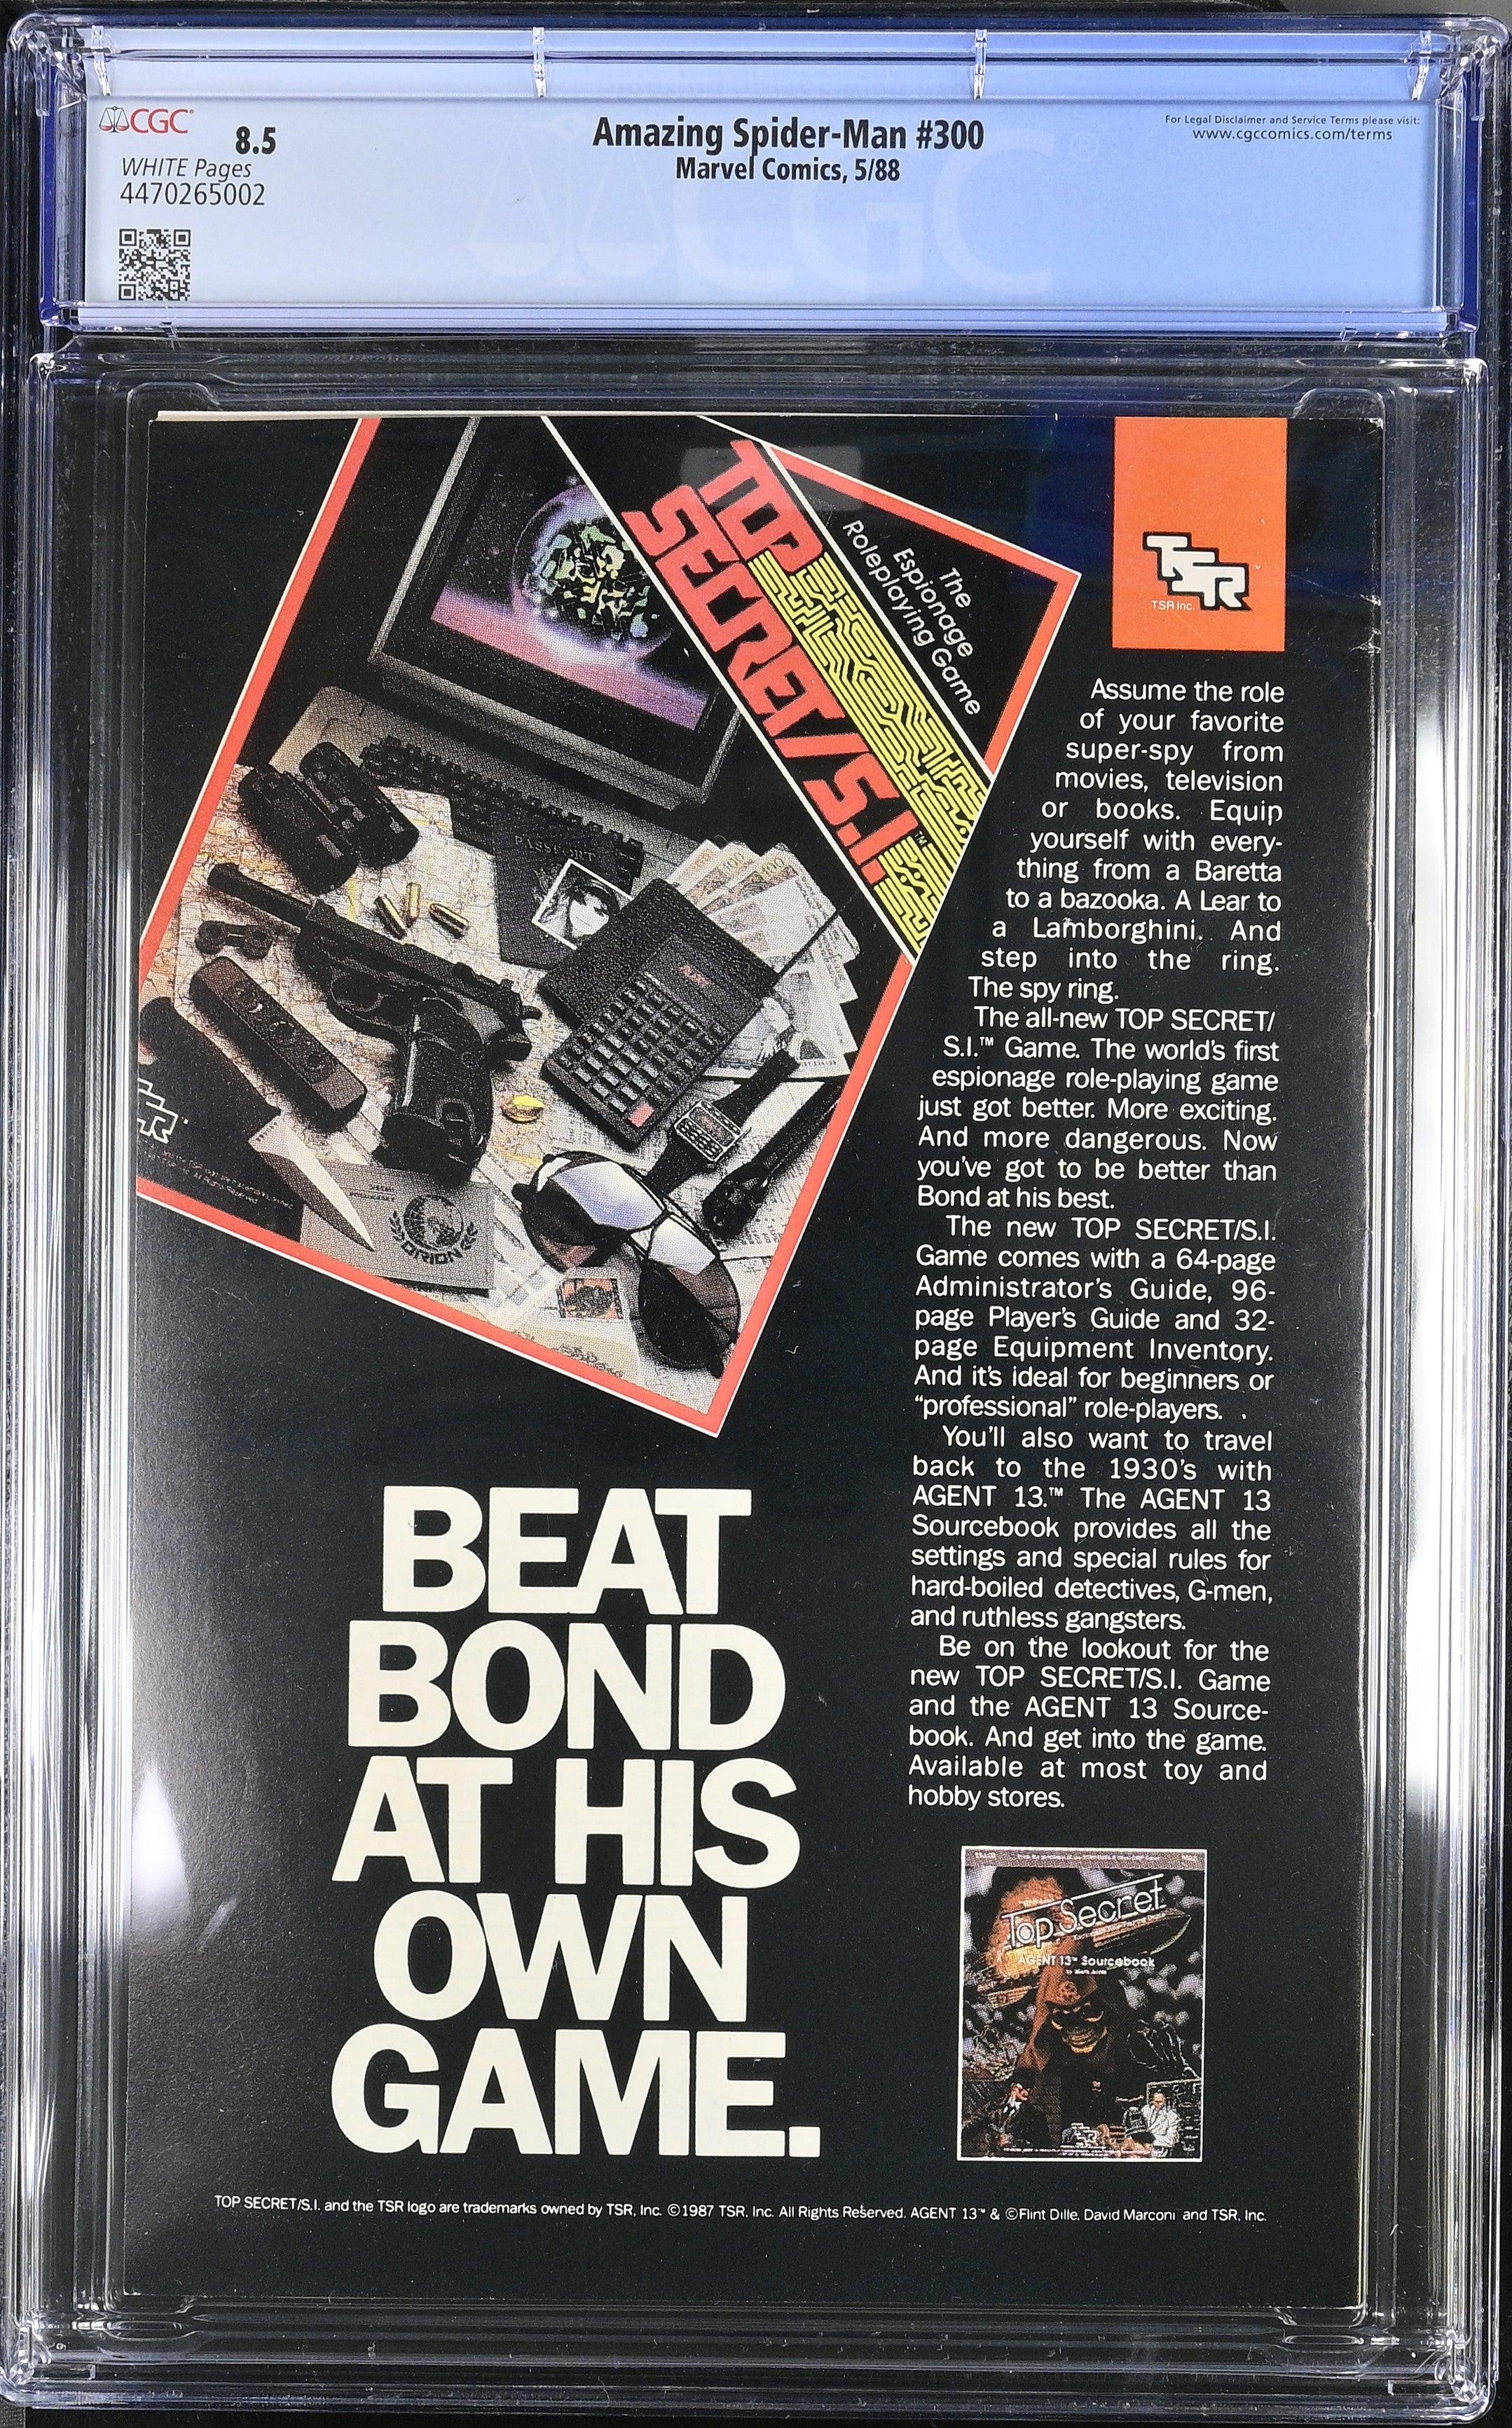 CGC
8.5
WHITE Pages
4470265002
Amazing Spider-Man #300
Marvel Comics, 5/88
For Legal Disclaimer and Service Terms please visit:
www.cgccomics.com/terms
CGC
TOP
SECRET/S.I.™
The
Espionage
Roleplaying Game
PASSPORT
ORION
TSR
TSR Inc.
Assume the role
of your favorite
super-spy from
movies, television
or books. Equip
yourself with every-
thing from a Baretta
to a bazooka. A Lear to
a Lamborghini. And
step into the ring.
The spy ring.
The all-new TOP SECRET/
S.I.™ Game. The world's first
espionage role-playing game
just got better. More exciting.
And more dangerous. Now
you've got to be better than
Bond at his best.
The new TOP SECRET/S.I.
Game comes with a 64-page
Administrator's Guide, 96-
page Player's Guide and 32-
page Equipment Inventory.
And it's ideal for beginners or
“professional” role-players.
You'll also want to travel
back to the 1930's with
AGENT 13.™ The AGENT 13
Sourcebook provides all the
settings and special rules for
hard-boiled detectives, G-men,
and ruthless gangsters.
Be on the lookout for the
new TOP SECRET/S.I. Game
and the AGENT 13 Source-
book. And get into the game.
Available at most toy and
hobby stores.
BEAT
BOND
AT HIS
OWN
GAME.
Top Secret
AGENT 13™ Sourcebook
TOP SECRET/S.I. and the TSR logo are trademarks owned by TSR, Inc. ©1987 TSR, Inc. All Rights Reserved. AGENT 13™ & ©Flint Dille, David Marconi and TSR, Inc.